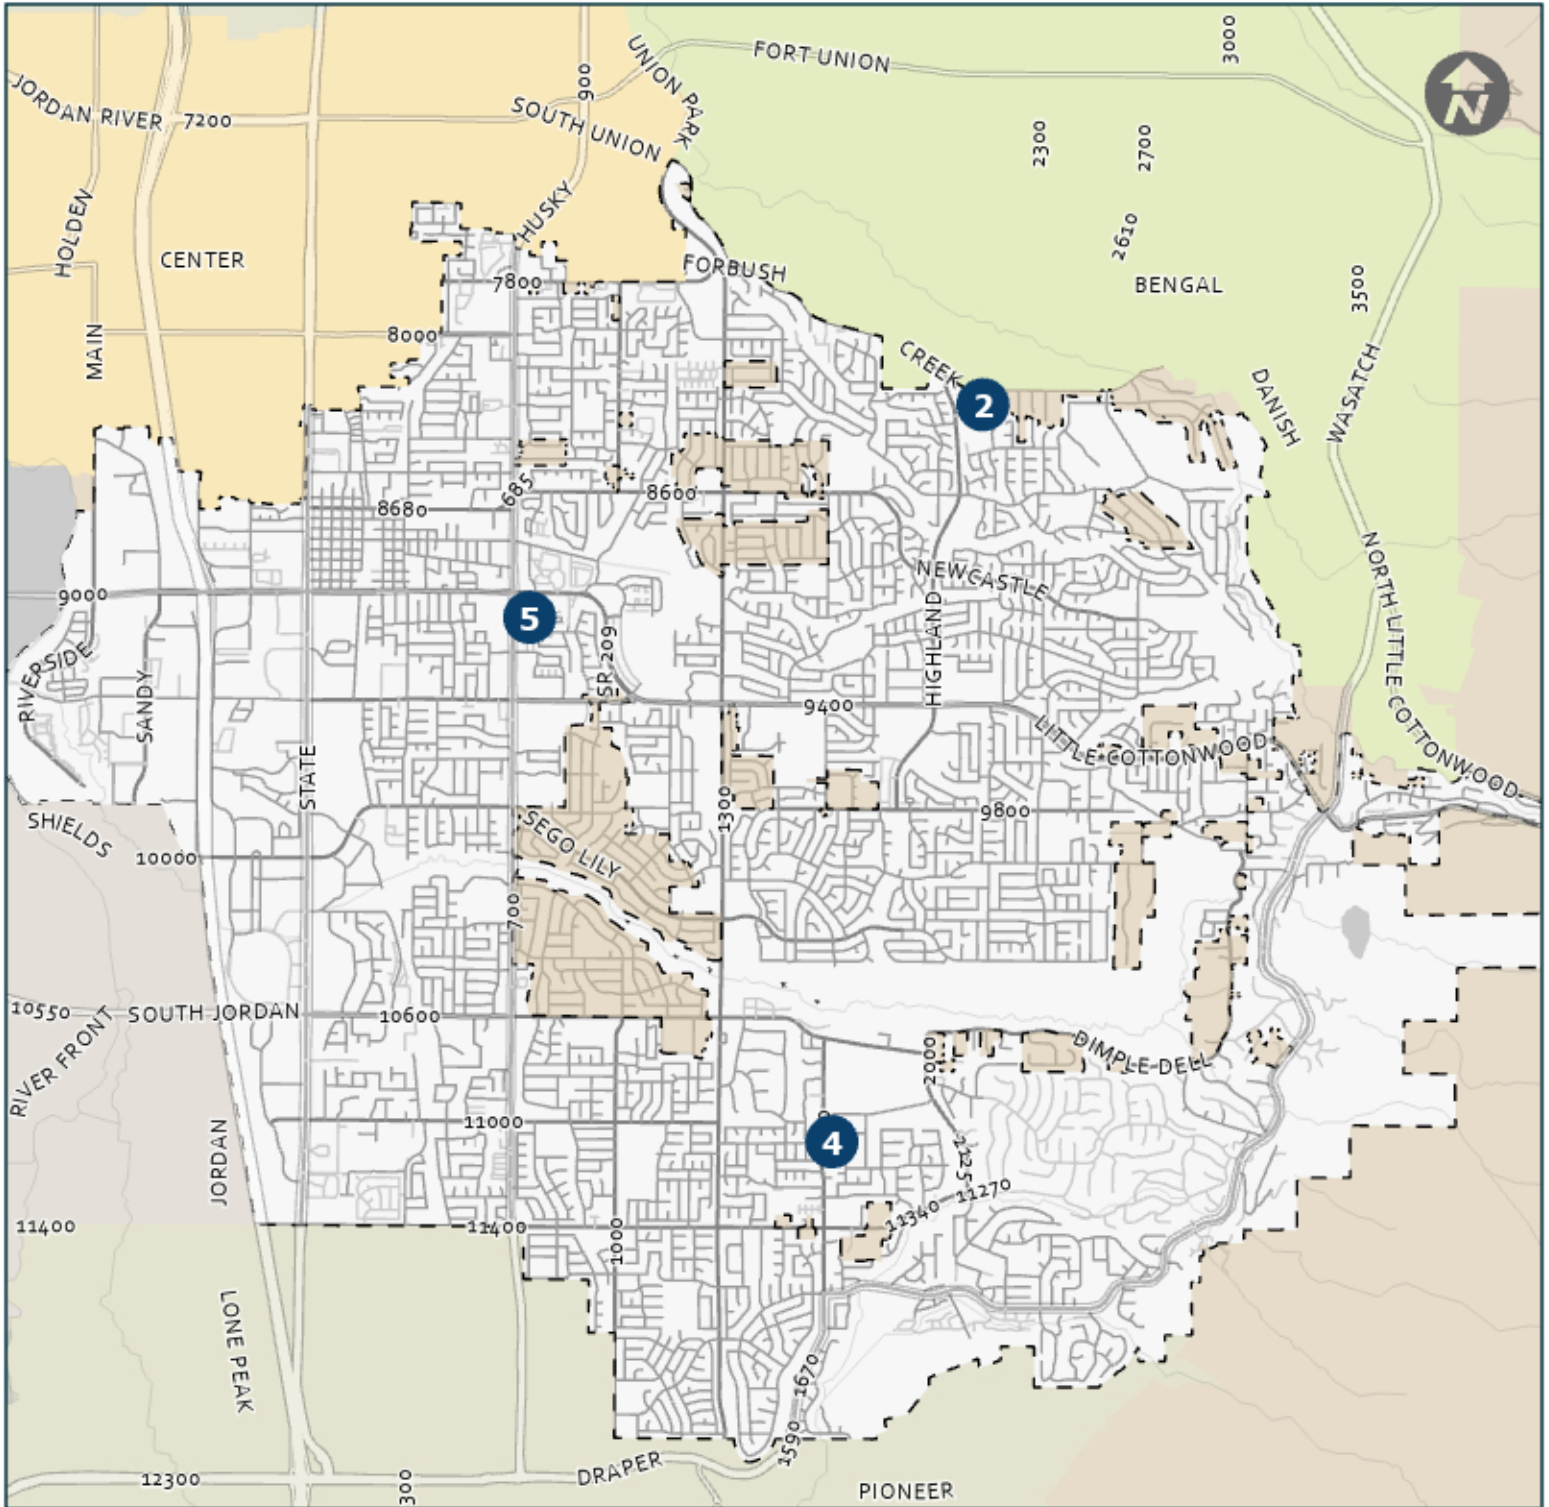 3000
FORT UNION
UNION PARK
900
JORDAN RIVER
7200
SOUTH UNION
N
2300
2700
HOLDEN
HUSKY
2610
CENTER
FORBUSH
7800
BENGAL
3500
MAIN
8000
CREEK
WASATCH
DANISH
2
685
8600
8680
NORTH LITTLE COTTONWOOD
NEWCASTLE
9000
5
HIGHLAND
SR 209
RIVERSIDE
SANDY
9400
LITTLE COTTONWOOD
STATE
1300
9800
SHIELDS
SEGO LILY
10000
700
10550
SOUTH JORDAN
10600
RIVER FRONT
DIMPLE DELL
2000
11000
4
JORDAN
2125
11270
11340
11400
11400
1000
LONE PEAK
1670
1590
12300
300
DRAPER
PIONEER